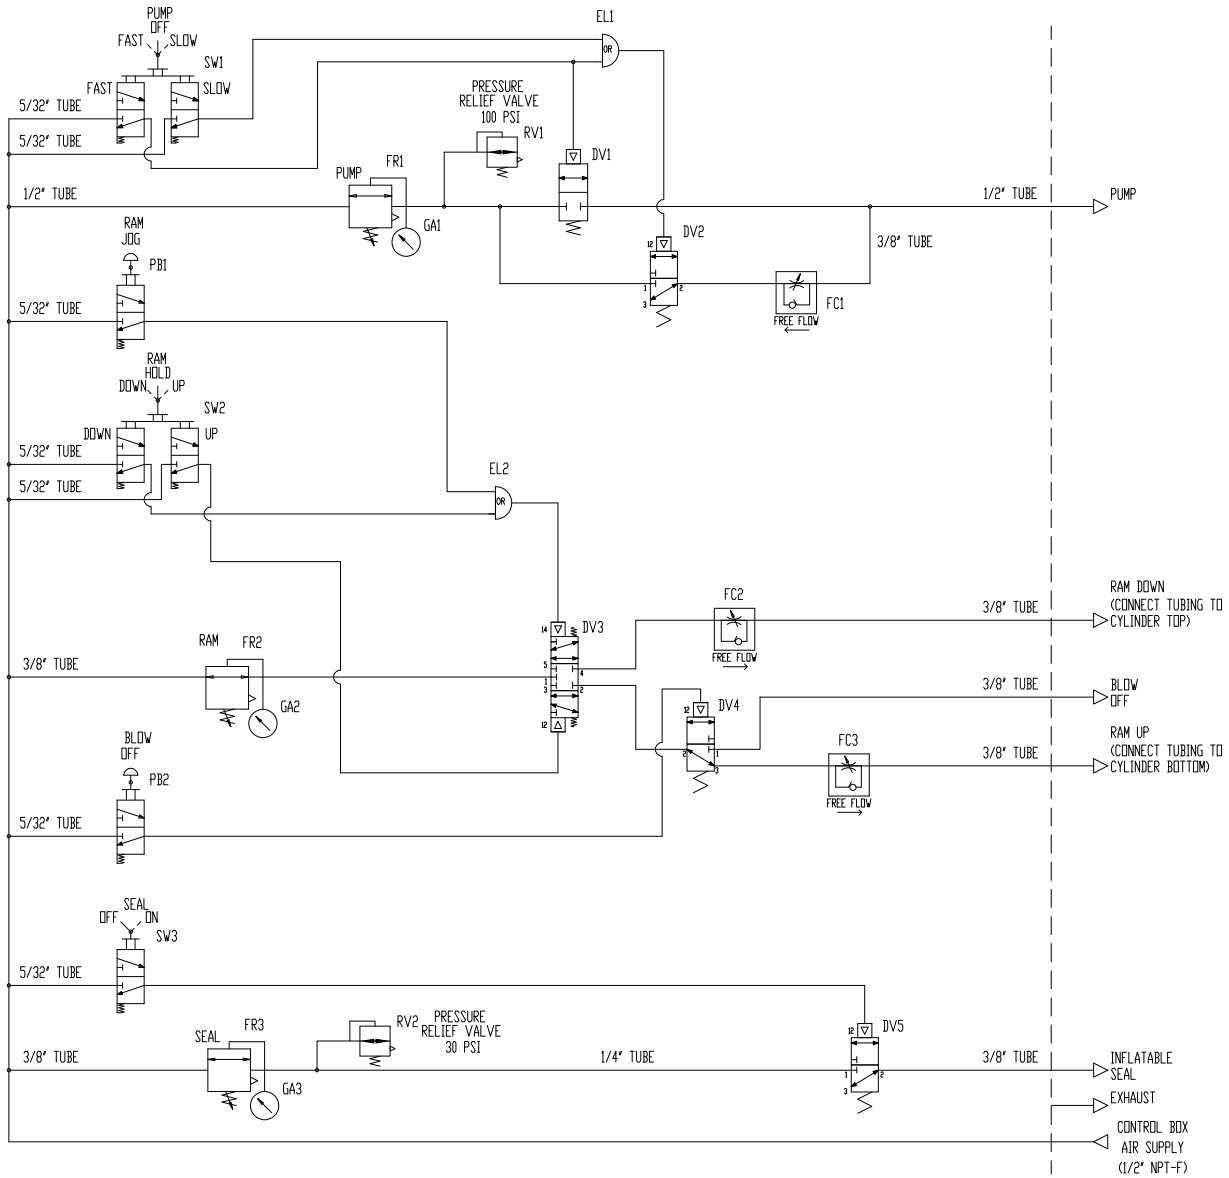 PUMP
OFF
FAST SLOW
SW1
FAST SLOW
5/32" TUBE
5/32" TUBE
EL1
OR
PRESSURE
RELIEF VALVE
100 PSI
RV1
DV1
PUMP
FR1
GA1
1/2" TUBE
1/2" TUBE
PUMP
3/8" TUBE
DV2
12
1 2
3
FC1
FREE FLOW
RAM
JOG
PB1
5/32" TUBE
RAM
HOLD
DOWN UP
SW2
DOWN UP
5/32" TUBE
5/32" TUBE
EL2
OR
RAM
FR2
GA2
3/8" TUBE
14
DV3
5
4
1
3 2
12
FC2
FREE FLOW
3/8" TUBE
RAM DOWN
(CONNECT TUBING TO
CYLINDER TOP)
12
DV4
2 1
3
3/8" TUBE
BLOW
OFF
FC3
FREE FLOW
3/8" TUBE
RAM UP
(CONNECT TUBING TO
CYLINDER BOTTOM)
BLOW
OFF
PB2
5/32" TUBE
SEAL
OFF ON
SW3
5/32" TUBE
SEAL
FR3
GA3
3/8" TUBE
RV2
PRESSURE
RELIEF VALVE
30 PSI
1/4" TUBE
12
DV5
1 2
3
3/8" TUBE
INFLATABLE
SEAL
EXHAUST
CONTROL BOX
AIR SUPPLY
(1/2" NPT-F)